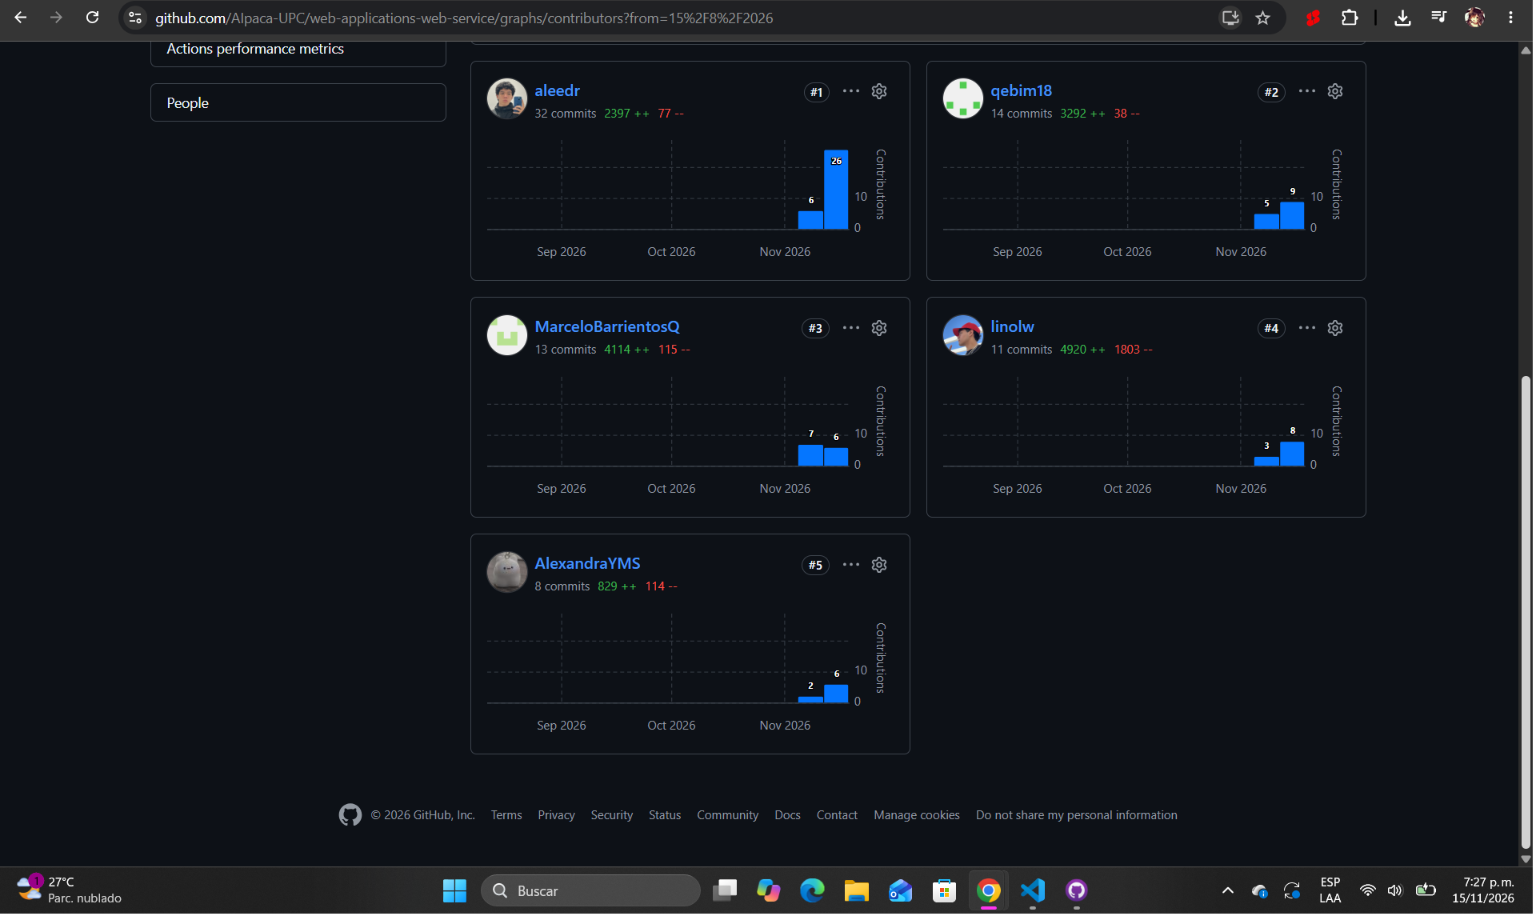 github.com/Alpaca-UPC/web-applications-web-service/graphs/contributors?from=15%2F8%2F2026
Actions performance metrics
People
aleedr
#1
32 commits 2397 ++ 77 --
26
6
10
0
Contributions
Sep 2026 Oct 2026 Nov 2026
qebim18
#2
14 commits 3292 ++ 38 --
9
5
10
0
Contributions
Sep 2026 Oct 2026 Nov 2026
MarceloBarrientosQ
#3
13 commits 4114 ++ 115 --
7
6
10
0
Contributions
Sep 2026 Oct 2026 Nov 2026
linolw
#4
11 commits 4920 ++ 1803 --
8
3
10
0
Contributions
Sep 2026 Oct 2026 Nov 2026
AlexandraYMS
#5
8 commits 829 ++ 114 --
6
2
10
0
Contributions
Sep 2026 Oct 2026 Nov 2026
© 2026 GitHub, Inc. Terms Privacy Security Status Community Docs Contact Manage cookies Do not share my personal information
1
27°C
Parc. nublado
Buscar
ESP
LAA
7:27 p.m.
15/11/2026